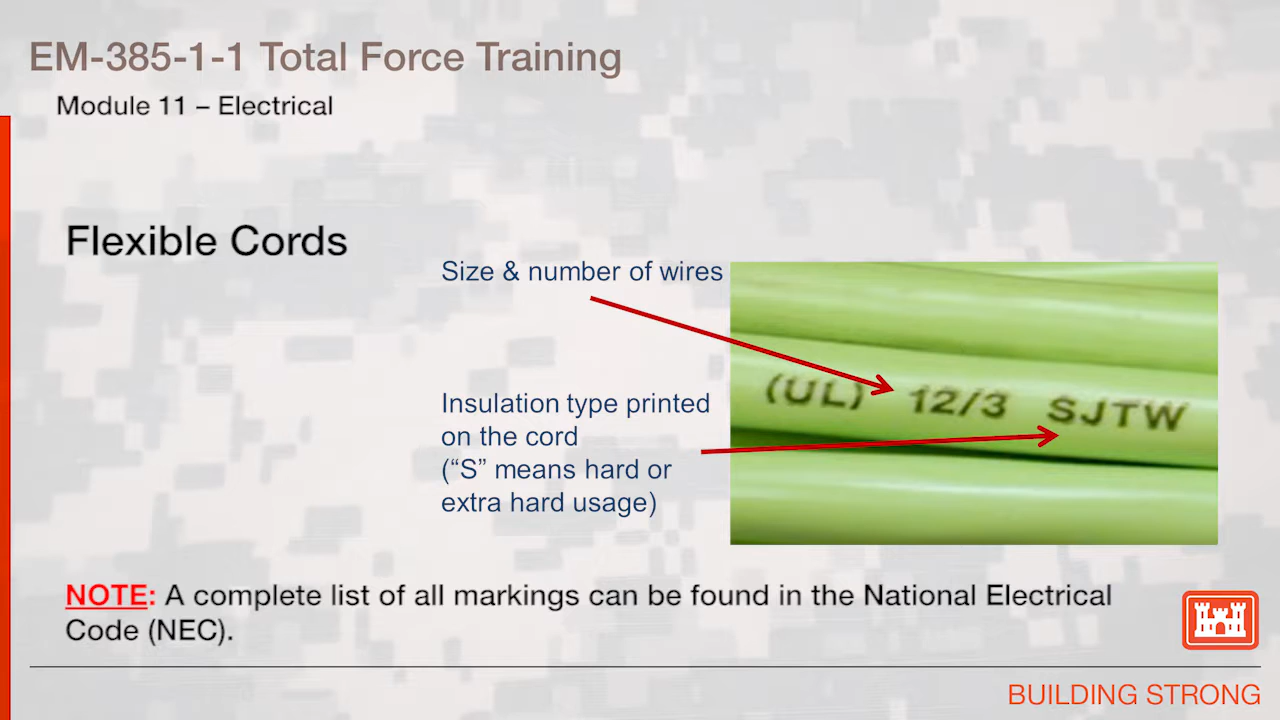 EM-385-1-1 Total Force Training
Module 11 – Electrical
Flexible Cords
Size & number of wires
(UL) 12/3 SJTW
Insulation type printed
on the cord
(“S” means hard or
extra hard usage)
NOTE: A complete list of all markings can be found in the National Electrical
Code (NEC).
BUILDING STRONG